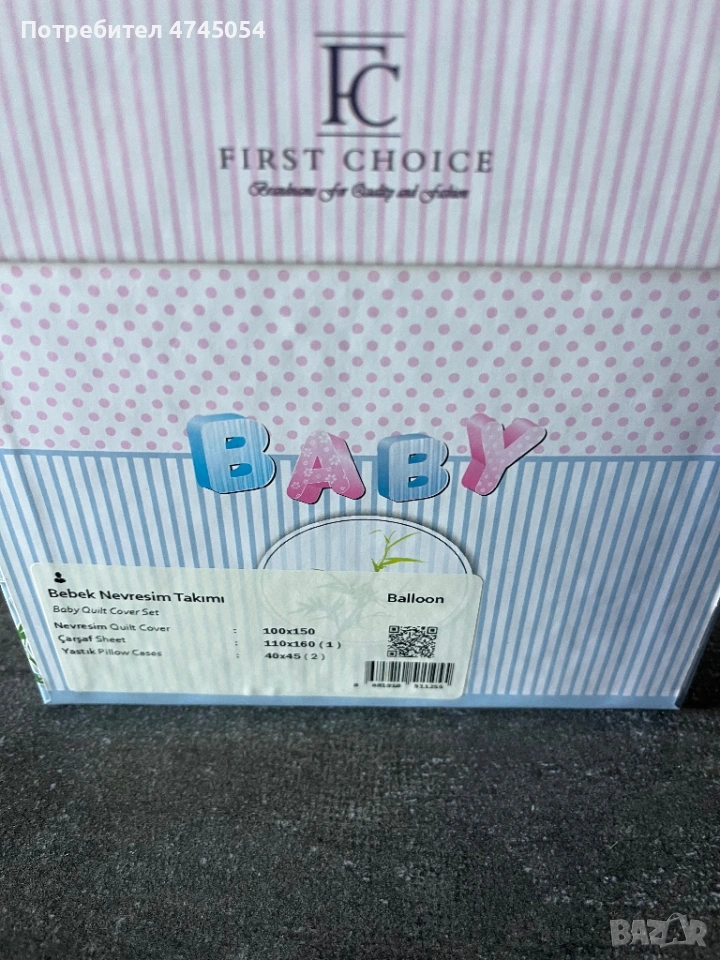 Потребител 4745054
FC
FIRST CHOICE
Brandname For Quality and Fashion
BABY
Bebek Nevresim Takımı
Balloon
Baby Quilt Cover Set
Nevresim Quilt Cover : 100x150
Çarşaf Sheet : 110x160 (1)
Yastık Pillow Cases : 40x45 (2)
BAZAR